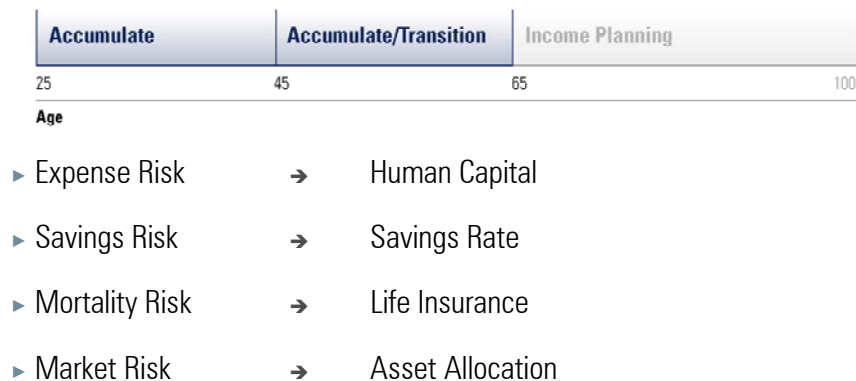 Accumulate Accumulate/Transition Income Planning
25 45 65 100
Age
► Expense Risk ➔ Human Capital
► Savings Risk ➔ Savings Rate
► Mortality Risk ➔ Life Insurance
► Market Risk ➔ Asset Allocation